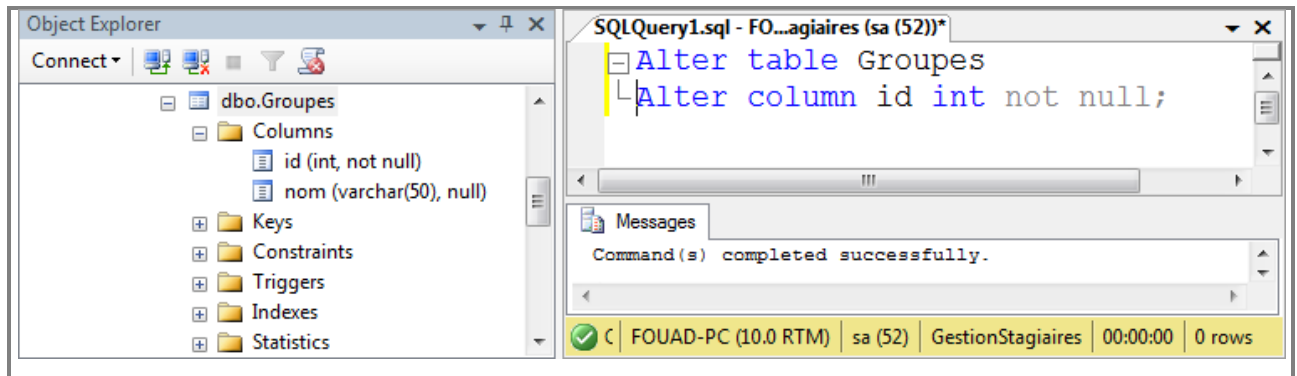 Object Explorer
Connect
dbo.Groupes
Columns
id (int, not null)
nom (varchar(50), null)
Keys
Constraints
Triggers
Indexes
Statistics
SQLQuery1.sql - FO...agiaires (sa (52))*
Alter table Groupes
Alter column id int not null;
Messages
Command(s) completed successfully.
C FOUAD-PC (10.0 RTM) sa (52) GestionStagiaires 00:00:00 0 rows